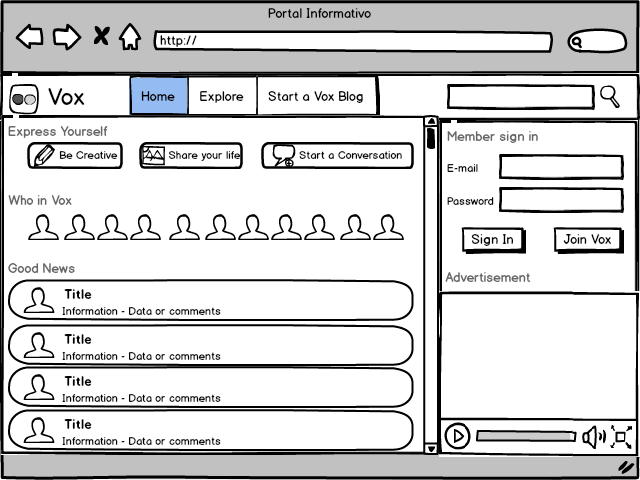 Portal Informativo
http://
Vox
Home
Explore
Start a Vox Blog
Express Yourself
Be Creative
Share your life
Start a Conversation
Who in Vox
Good News
Title
Information - Data or comments
Title
Information - Data or comments
Title
Information - Data or comments
Title
Information - Data or comments
Member sign in
E-mail
Password
Sign In
Join Vox
Advertisement